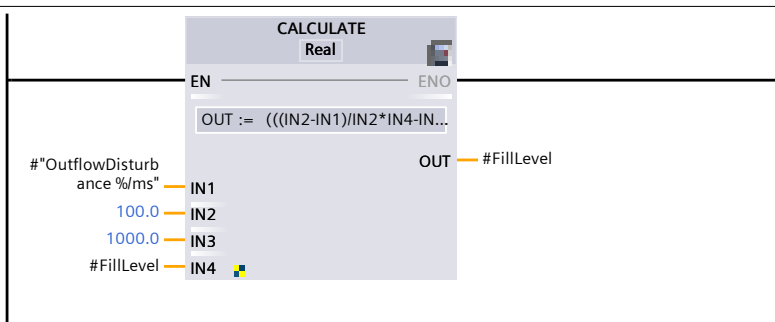 CALCULATE
Real
EN
ENO
OUT := (((IN2-IN1)/IN2*IN4-IN...
OUT
#FillLevel
#"OutflowDisturb
ance %/ms"
IN1
100.0
IN2
1000.0
IN3
#FillLevel
IN4